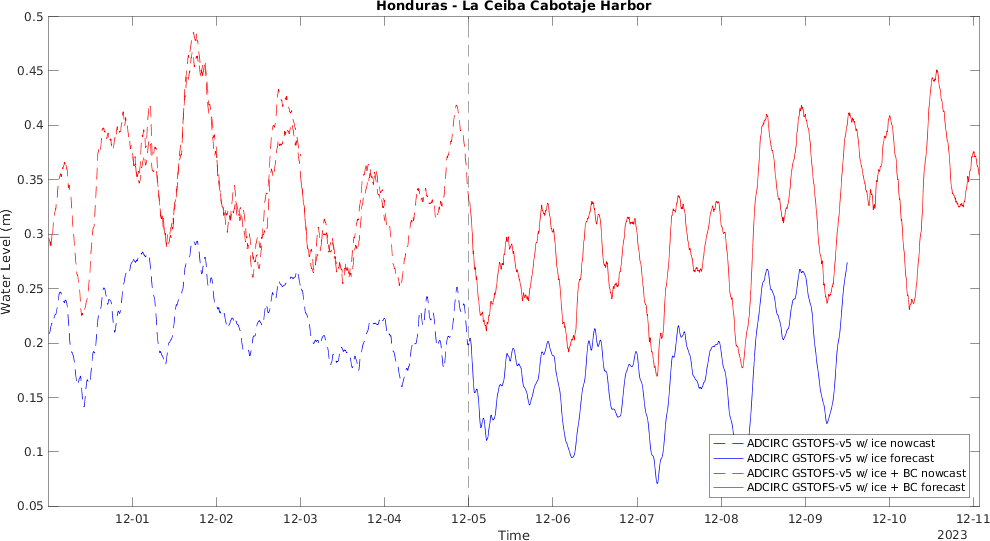 Honduras - La Ceiba Cabotaje Harbor
0.5
0.45
0.4
0.35
0.3
0.25
0.2
0.15
0.1
0.05
Water Level (m)
12-01 12-02 12-03 12-04 12-05 12-06 12-07 12-08 12-09 12-10 12-11
Time
2023
ADCIRC GSTOFS-v5 w/ ice nowcast
ADCIRC GSTOFS-v5 w/ ice forecast
ADCIRC GSTOFS-v5 w/ ice + BC nowcast
ADCIRC GSTOFS-v5 w/ ice + BC forecast